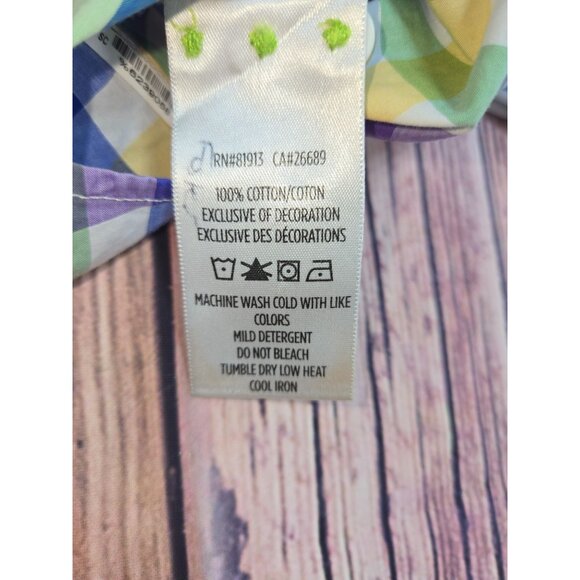 SC
RN#81913 CA#26689
100% COTTON/COTON
EXCLUSIVE OF DECORATION
EXCLUSIVE DES DÉCORATIONS
MACHINE WASH COLD WITH LIKE
COLORS
MILD DETERGENT
DO NOT BLEACH
TUMBLE DRY LOW HEAT
COOL IRON